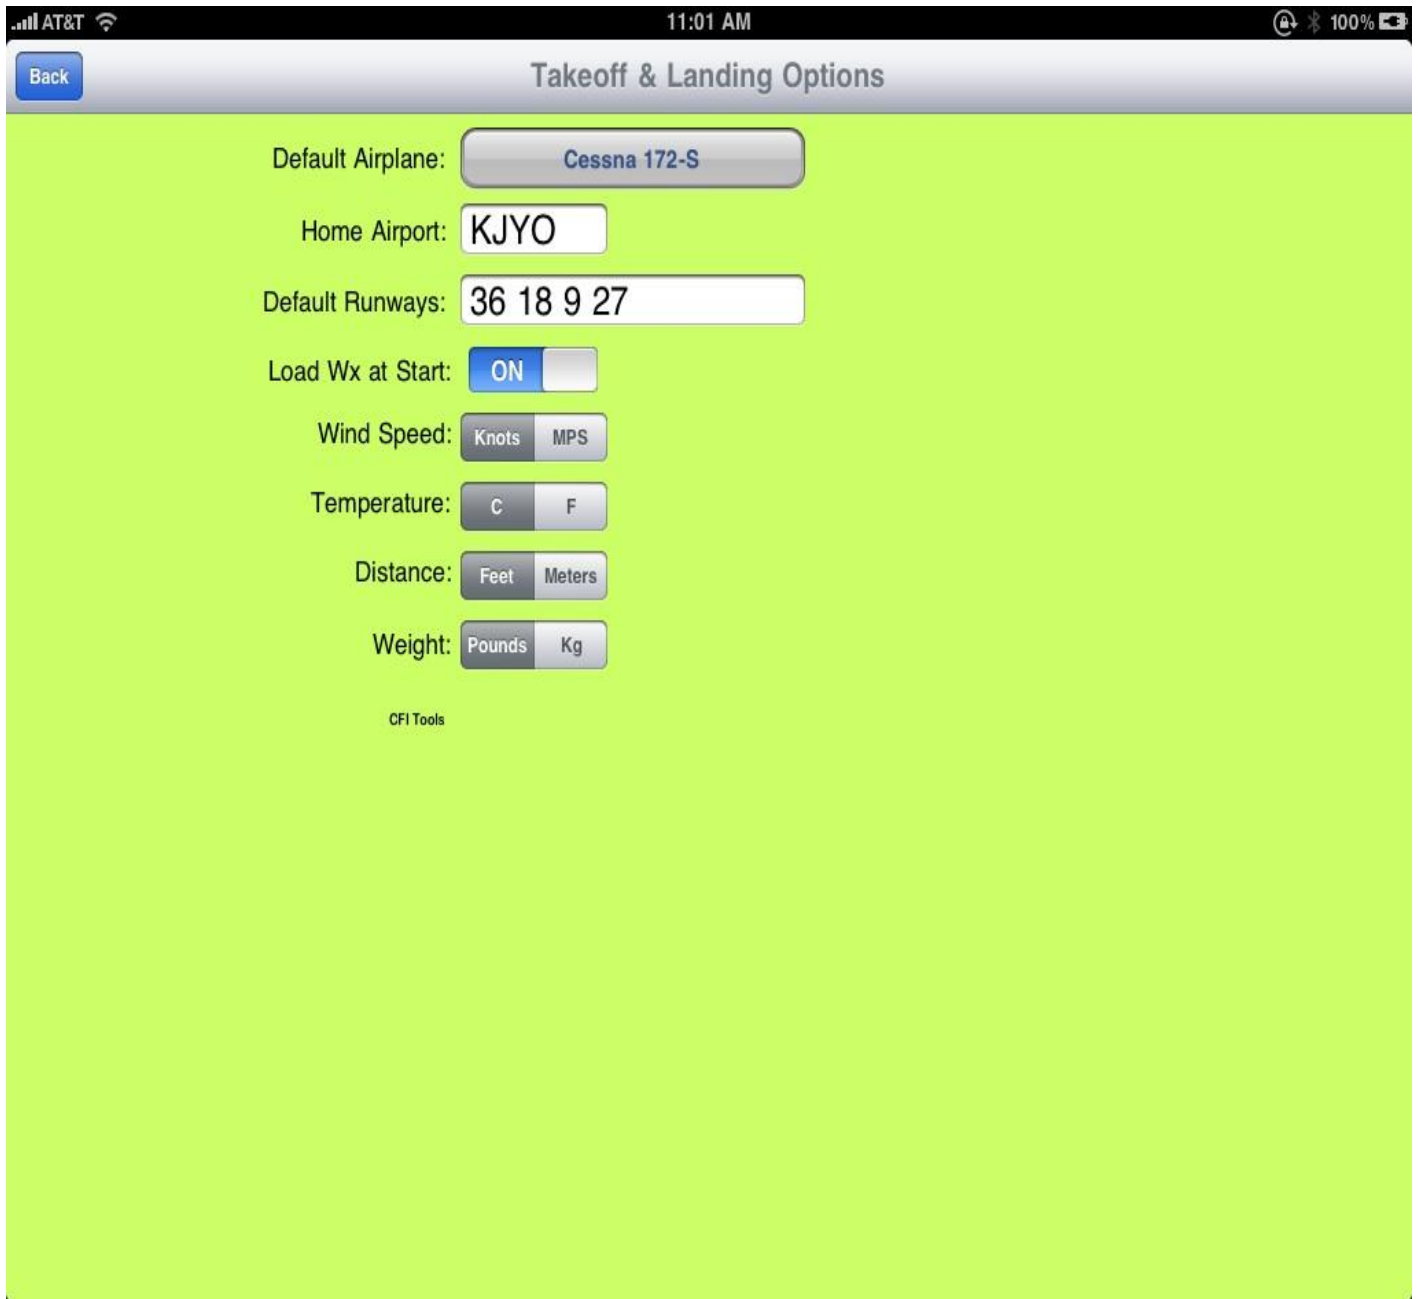 AT&T 11:01 AM 100%
Back Takeoff & Landing Options
Default Airplane: Cessna 172-S
Home Airport: KJYO
Default Runways: 36 18 9 27
Load Wx at Start: ON
Wind Speed: Knots MPS
Temperature: C F
Distance: Feet Meters
Weight: Pounds Kg
CFI Tools